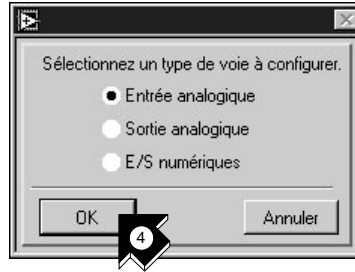 Sélectionnez un type de voie à configurer.
Entrée analogique
Sortie analogique
E/S numériques
OK
Annuler
4